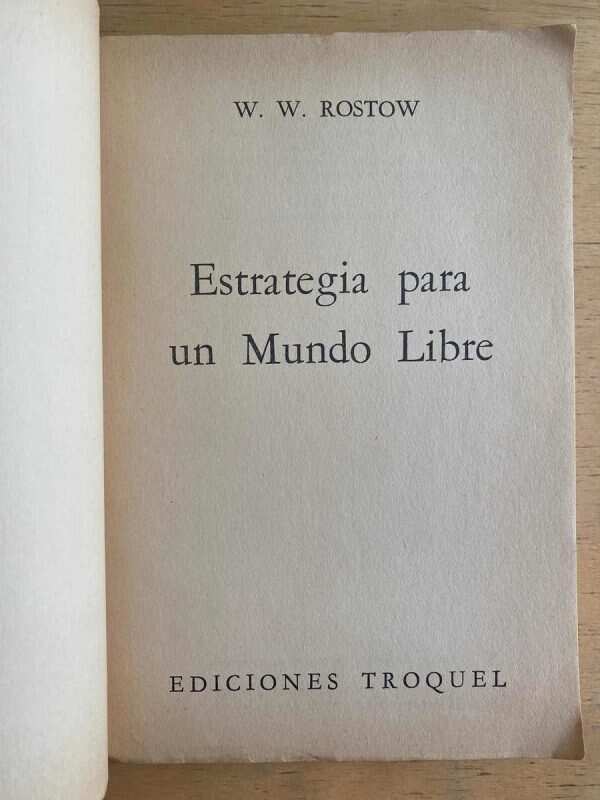 W. W. ROSTOW
Estrategia para
un Mundo Libre
EDICIONES TROQUEL